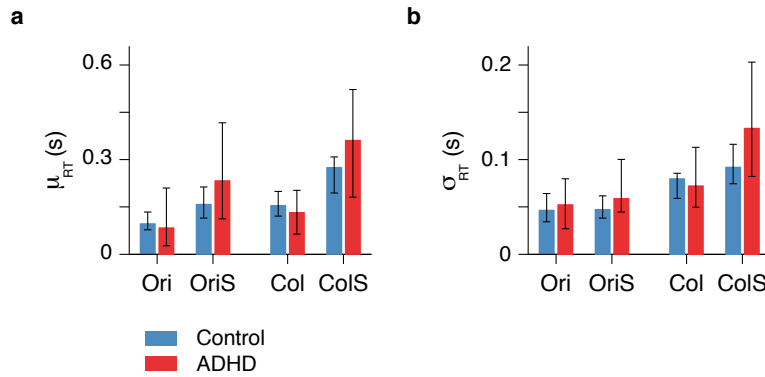 a
μRT (s)
0.6
0.3
0
Ori OriS Col ColS
b
σRT (s)
0.2
0.1
0
Ori OriS Col ColS
Control
ADHD